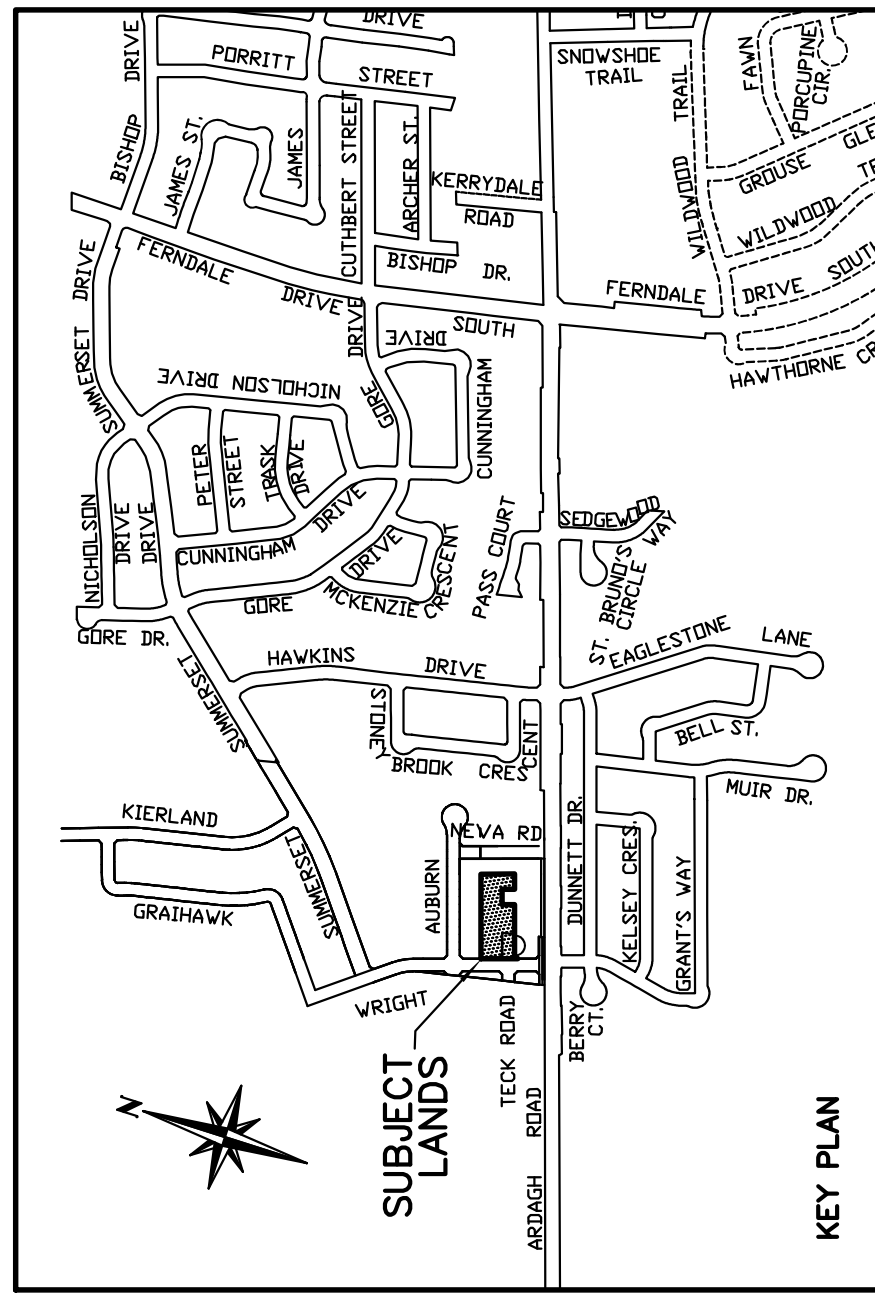 DRIVE
PORRITT
STREET
DRIVE
BISHOP
JAMES ST.
JAMES
CUTHBERT STREET
ARCHER ST.
KERRYDALE
ROAD
BISHOP DR.
SNOWSHOE
TRAIL
TRAIL
WILDWOOD
FAWN
PORCUPINE
CIR.
GROUSE
GLE
WILDWOOD
FERNDALE
DRIVE
SOUTH
FERNDALE
DRIVE
SOUTH
HAWTHORNE CR
SUMMERSET DRIVE
NICHOLSON DRIVE
DRIVE
GORE
DRIVE
CUNNINGHAM
PETER
STREET
TRASK
DRIVE
NICHOLSON
DRIVE
DRIVE
CUNNINGHAM
DRIVE
GORE
DRIVE
MCKENZIE
CRESCENT
PASS COURT
SEDGEWOOD
WAY
ST. BRUNO'S
CIRCLE
GORE DR.
SUMMERSET
HAWKINS
DRIVE
EAGLESTONE
LANE
STONEY
BROOK
CRESCENT
BELL ST.
MUIR DR.
KIERLAND
SUMMERSET
GRAIHAWK
AUBURN
NEVA RD
DUNNETT DR.
KELSEY CRES.
GRANT'S WAY
WRIGHT
TECK ROAD
BERRY
CT.
SUBJECT
LANDS
ARDAGH
ROAD
N
KEY PLAN